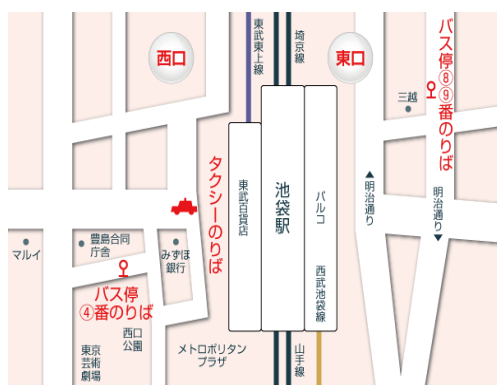 西口
東武東上線
埼京線
東口
バス停⑧⑨番のりば
三越
タクシーのりば
東武百貨店
池袋駅
パルコ
西武池袋線
▲明治通り
明治通り▼
マルイ
豊島合同
庁舎
みずほ
銀行
バス停
④番のりば
西口
公園
東京
芸術
劇場
メトロポリタン
プラザ
山手線